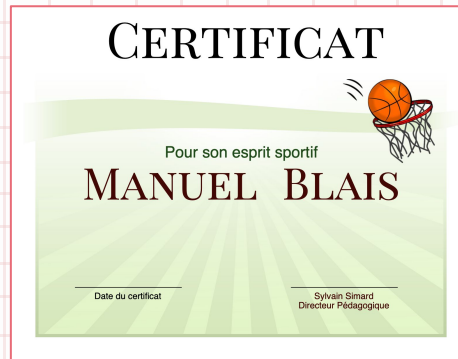 CERTIFICAT
Pour son esprit sportif
MANUEL BLAIS
Date du certificat
Sylvain Simard
Directeur Pédagogique